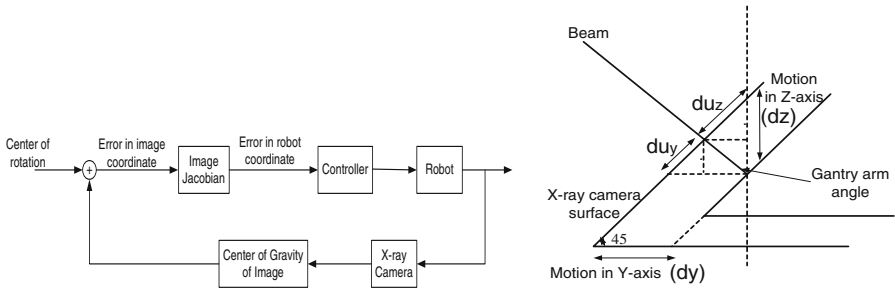 Center of
rotation
+
Error in image
coordinate
Image
Jacobian
Error in robot
coordinate
Controller
Robot
Center of Gravity
of Image
X-ray
Camera
Beam
duz
Motion
in Z-axis
(dz)
duy
Gantry arm
angle
X-ray camera
surface
45
Motion in Y-axis (dy)